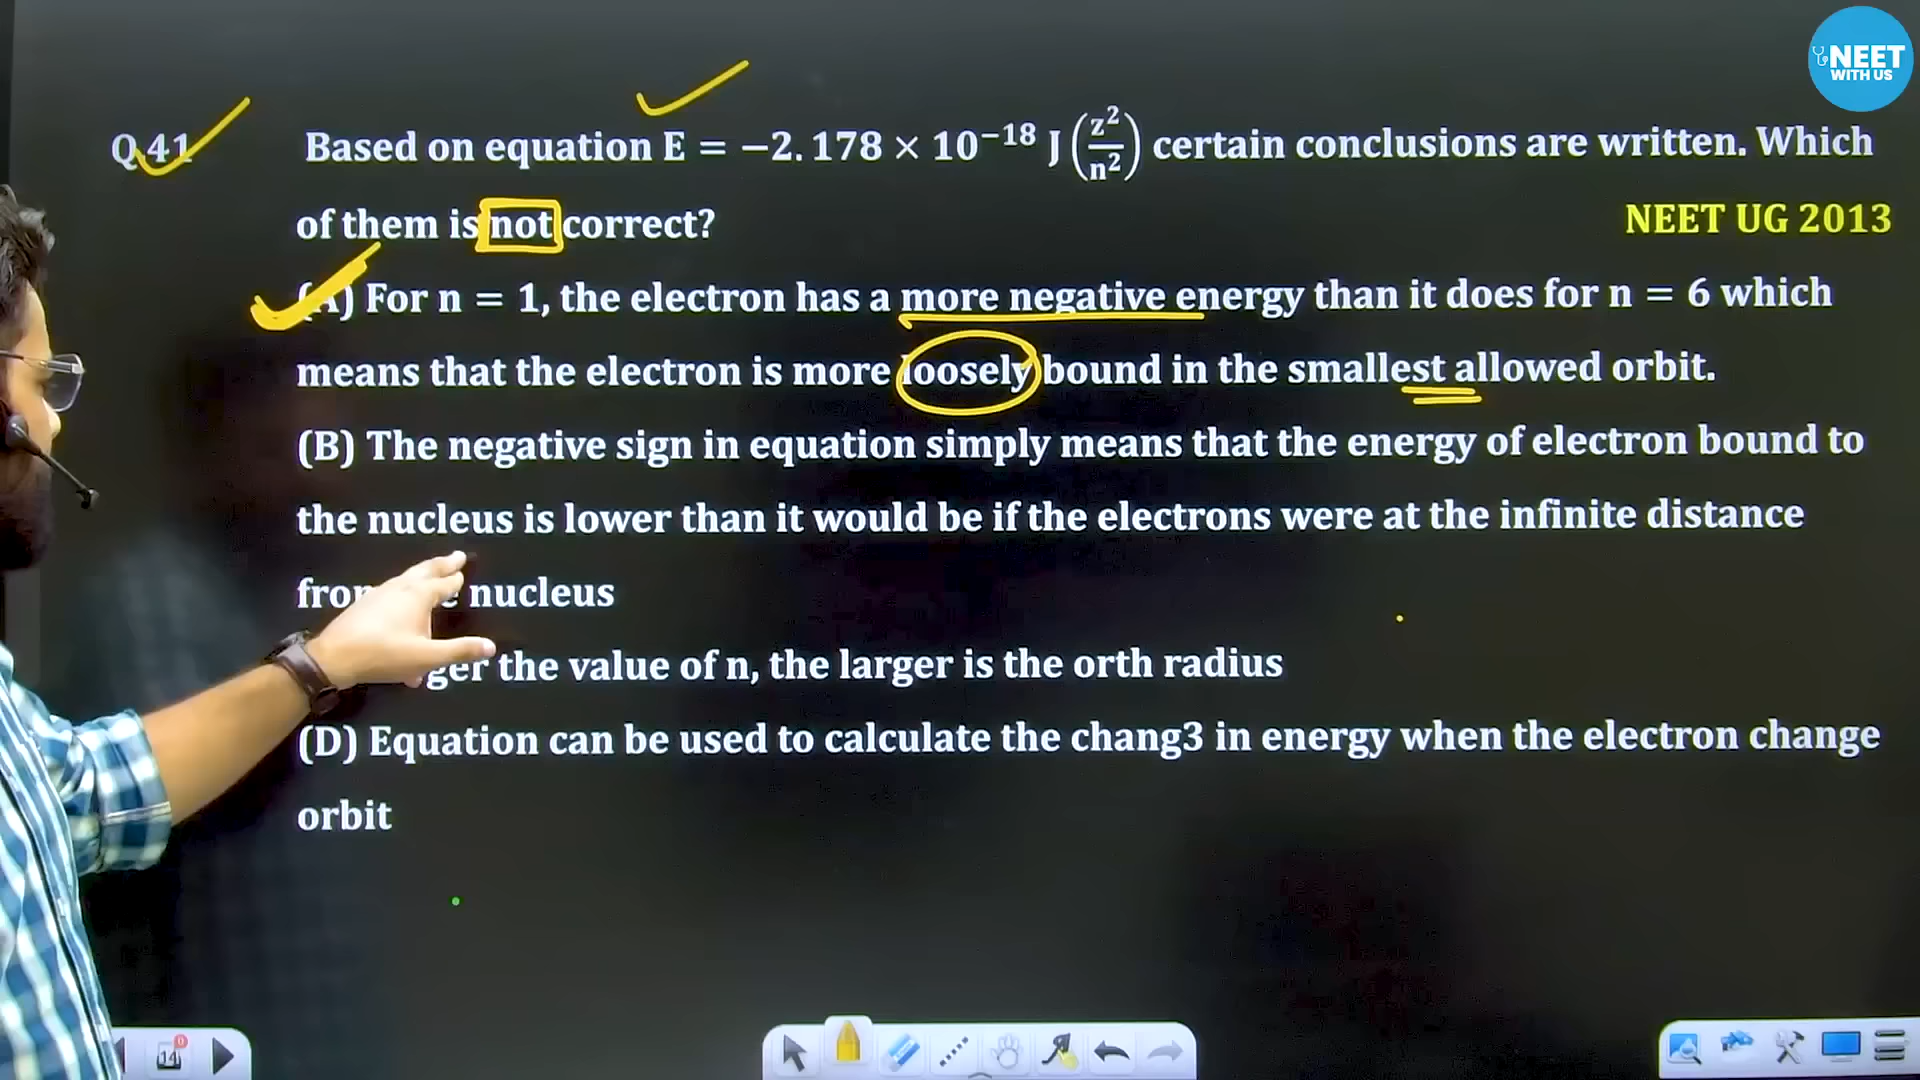 NEET
WITH US
Q.41 Based on equation E = −2.178 × 10⁻¹⁸ J (z²/n²) certain conclusions are written. Which
of them is not correct?
NEET UG 2013
(A) For n = 1, the electron has a more negative energy than it does for n = 6 which
means that the electron is more loosely bound in the smallest allowed orbit.
(B) The negative sign in equation simply means that the energy of electron bound to
the nucleus is lower than it would be if the electrons were at the infinite distance
nucleus
the value of n, the larger is the orth radius
(D) Equation can be used to calculate the chang3 in energy when the electron change
orbit
14
0